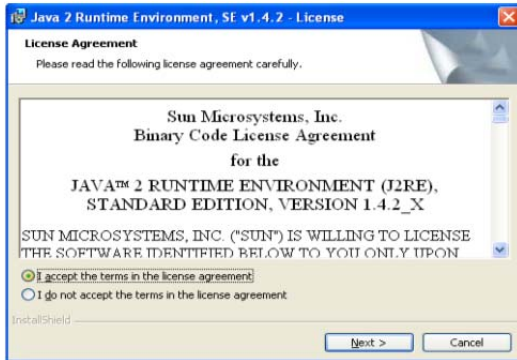 Java 2 Runtime Environment, SE v1.4.2 - License
License Agreement
Please read the following license agreement carefully.
Sun Microsystems, Inc.
Binary Code License Agreement
for the
JAVA™ 2 RUNTIME ENVIRONMENT (J2RE),
STANDARD EDITION, VERSION 1.4.2_X
SUN MICROSYSTEMS, INC. ("SUN") IS WILLING TO LICENSE
THE SOFTWARE IDENTIFIED BELOW TO YOU ONLY UPON
I accept the terms in the license agreement
I do not accept the terms in the license agreement
InstallShield
Next >
Cancel